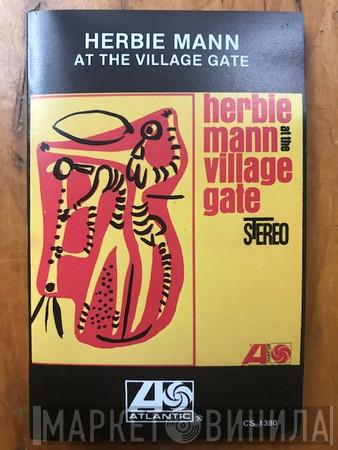 HERBIE MANN
AT THE VILLAGE GATE
herbie
mann at the
village
gate
STEREO
ATLANTIC
CS 1380
МАРКЕТ ВИНИЛА